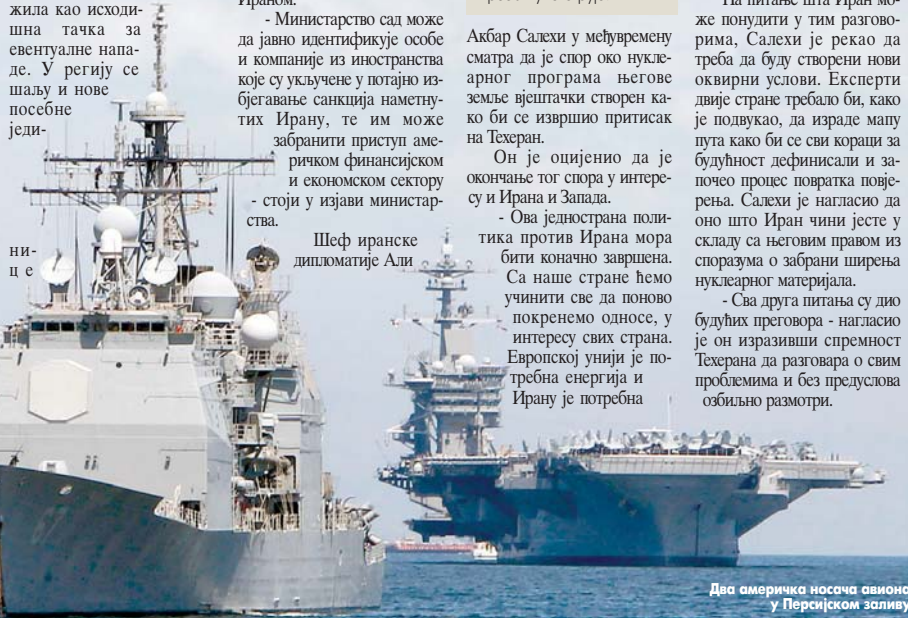 жила као исходи-
шна тачка за
евентуалне напа-
де. У регију се
шаљу и нове
посебне
једи-
ни-
це
Ираном.
- Министарство сад може
да јавно идентификује особе
и компаније из иностранства
које су укључене у потајно из-
бјегавање санкција наметну-
тих Ирану, те им може
забранити приступ аме-
ричком финансијском
и економском сектору
- стоји у изјави министар-
ства.
Шеф иранске
дипломатије Али
Акбар Салехи у међувремену
сматра да је спор око нукле-
арног програма његове
земље вјештачки створен ка-
ко би се извршио притисак
на Техеран.
Он је оцијенио да је
окончање тог спора у интере-
су и Ирана и Запада.
- Ова једнострана поли-
тика против Ирана мора
бити коначно завршена.
Са наше стране ћемо
учинити све да поново
покренемо односе, у
интересу свих страна.
Европској унији је по-
требна енергија и
Ирану је потребна
На питање шта Иран мо-
же понудити у тим разгово-
рима, Салехи је рекао да
треба да буду створени нови
оквирни услови. Експерти
двије стране требало би, како
је подвукао, да израде мапу
пута како би се сви кораци за
будућност дефинисали и за-
почео процес повратка повје-
рења. Салехи је нагласио да
оно што Иран чини јесте у
складу са његовим правом из
споразума о забрани ширења
нуклеарног материјала.
- Сва друга питања су дио
будућих преговора - нагласио
је он изразивши спремност
Техерана да разговара о свим
проблемима и без предуслова
озбиљно размотри.
Два америчка носача авиона
у Персијском заливу